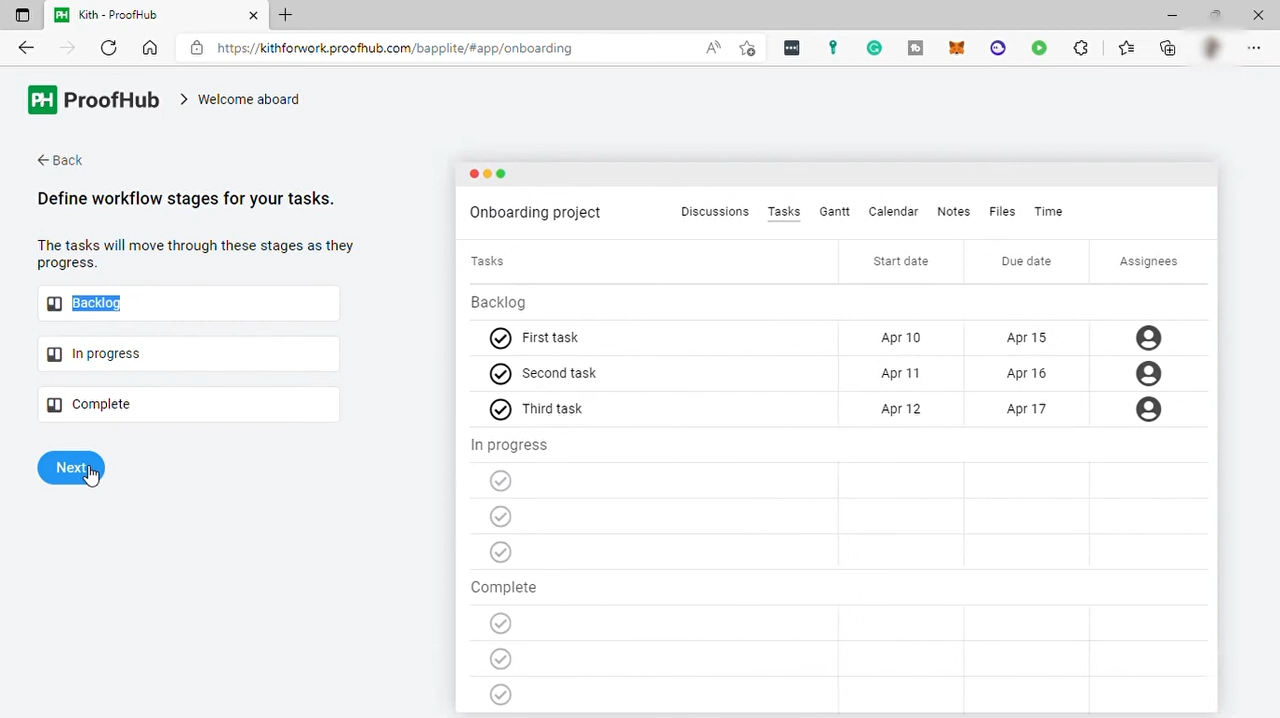 Kith - ProofHub
https://kithforwork.proofhub.com/bapplite/#app/onboarding
PH ProofHub > Welcome aboard
← Back
Define workflow stages for your tasks.
The tasks will move through these stages as they
progress.
Backlog
In progress
Complete
Next
Onboarding project
Discussions Tasks Gantt Calendar Notes Files Time
Tasks Start date Due date Assignees
Backlog
First task Apr 10 Apr 15
Second task Apr 11 Apr 16
Third task Apr 12 Apr 17
In progress
Complete